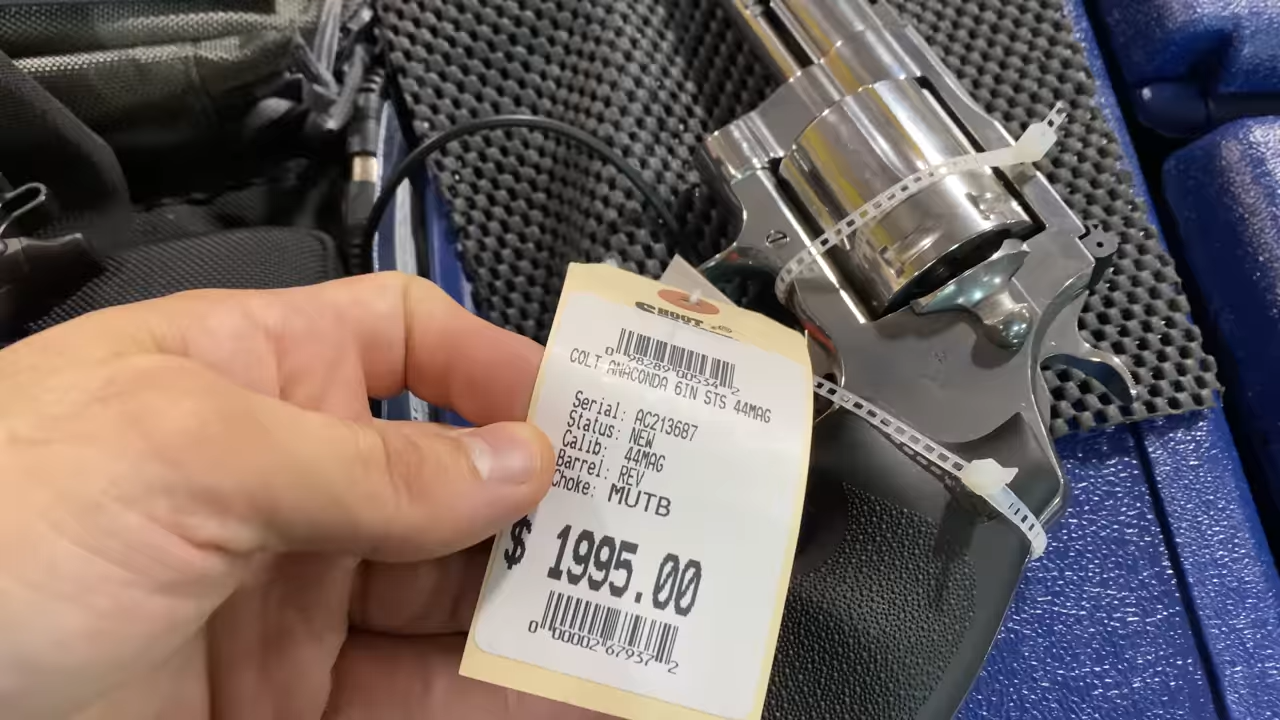 SHOOT
0 98289 00534 2
COLT ANACONDA 6IN STS 44MAG
Serial: AC213687
Status: NEW
Calib: 44MAG
Barrel: REV
Choke: MUTB
$ 1995.00
0 00002 67937 2